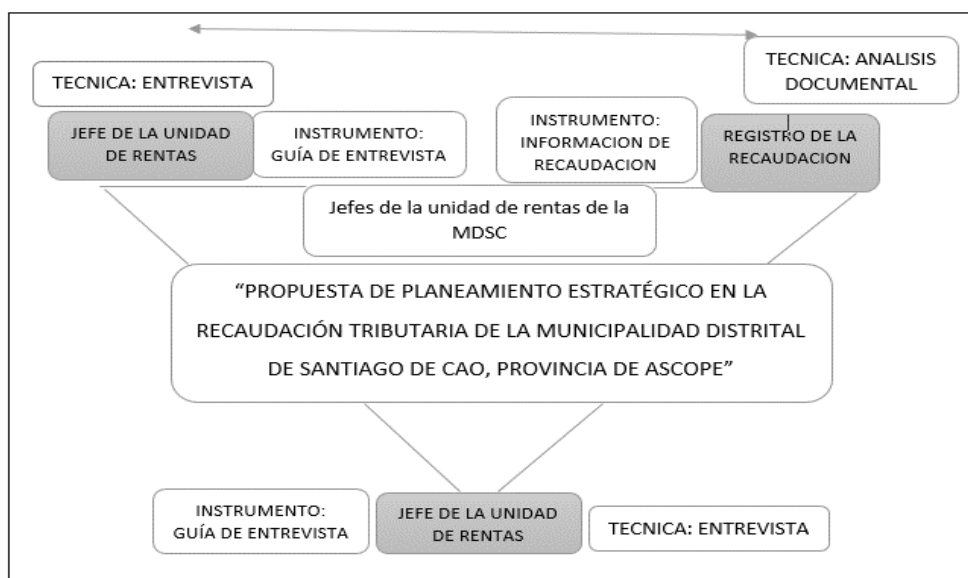 TECNICA: ENTREVISTA
TECNICA: ANALISIS
DOCUMENTAL
JEFE DE LA UNIDAD
DE RENTAS
INSTRUMENTO:
GUÍA DE ENTREVISTA
INSTRUMENTO:
INFORMACION DE
RECAUDACION
REGISTRO DE LA
RECAUDACION
Jefes de la unidad de rentas de la
MDSC
“PROPUESTA DE PLANEAMIENTO ESTRATÉGICO EN LA
RECAUDACIÓN TRIBUTARIA DE LA MUNICIPALIDAD DISTRITAL
DE SANTIAGO DE CAO, PROVINCIA DE ASCOPE”
INSTRUMENTO:
GUÍA DE ENTREVISTA
JEFE DE LA UNIDAD
DE RENTAS
TECNICA: ENTREVISTA